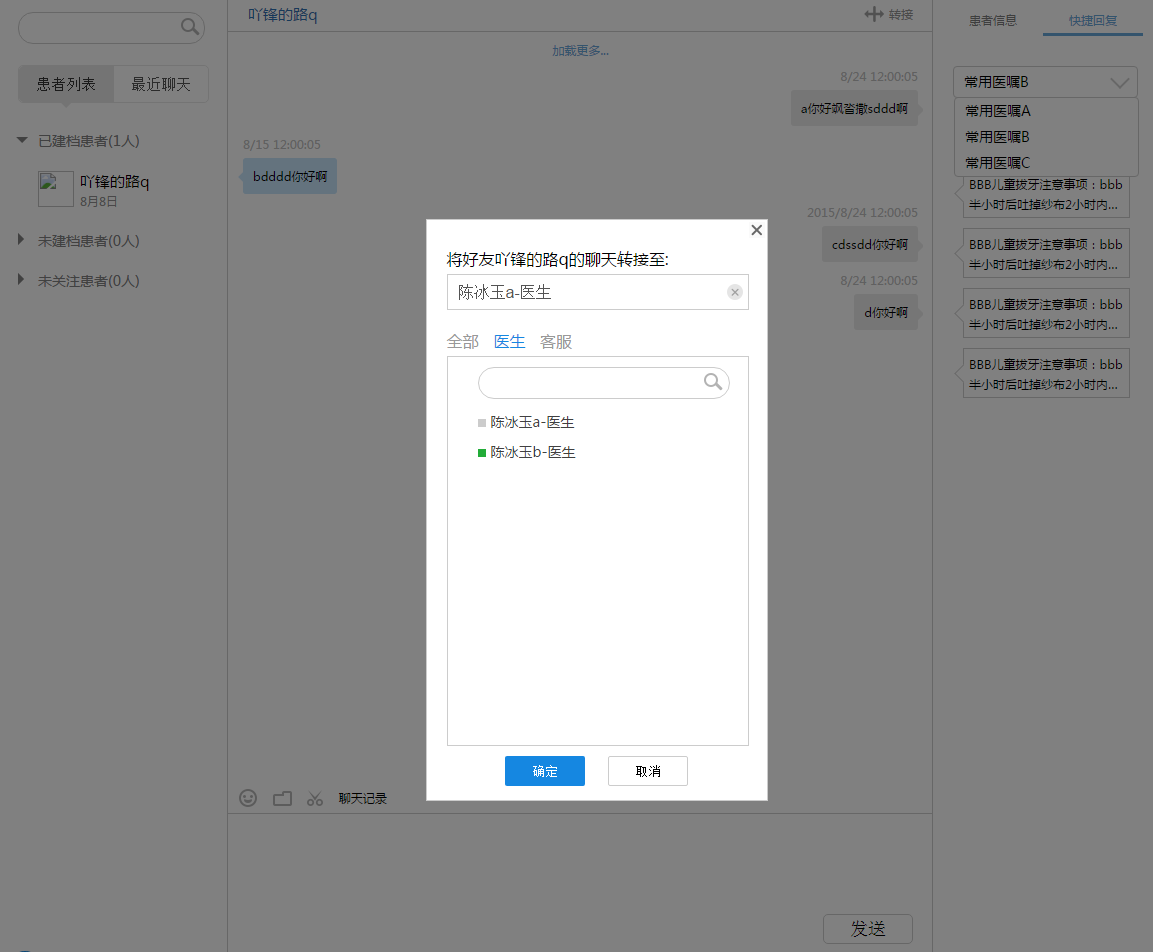 患者列表
最近聊天
已建档患者(1人)
吖锋的路q
8月8日
未建档患者(0人)
未关注患者(0人)
吖锋的路q
转接
加载更多...
8/24 12:00:05
a你好飒沓撒sddd啊
8/15 12:00:05
bdddd你好啊
2015/8/24 12:00:05
cdssdd你好啊
8/24 12:00:05
d你好啊
聊天记录
发送
将好友吖锋的路q的聊天转接至:
陈冰玉a-医生
全部
医生
客服
陈冰玉a-医生
陈冰玉b-医生
确定
取消
患者信息
快捷回复
常用医嘱B
常用医嘱A
常用医嘱B
常用医嘱C
BBB儿童拔牙注意事项：bbb
半小时后吐掉纱布2小时内...
BBB儿童拔牙注意事项：bbb
半小时后吐掉纱布2小时内...
BBB儿童拔牙注意事项：bbb
半小时后吐掉纱布2小时内...
BBB儿童拔牙注意事项：bbb
半小时后吐掉纱布2小时内...